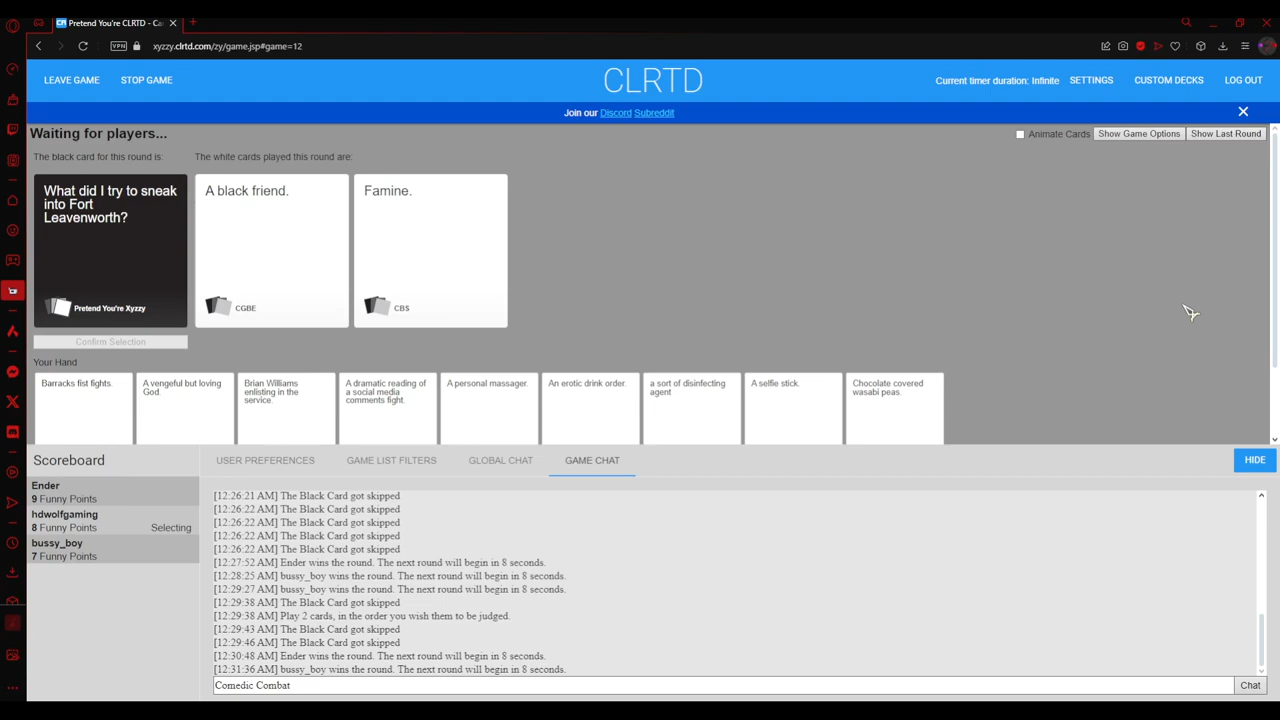 Pretend You're CLRTD - Ca
VPN
xyzzy.clrtd.com/zy/game.jsp#game=12
LEAVE GAME
STOP GAME
CLRTD
Current timer duration: Infinite
SETTINGS
CUSTOM DECKS
LOG OUT
Join our Discord Subreddit
Waiting for players...
Animate Cards
Show Game Options
Show Last Round
The black card for this round is:
The white cards played this round are:
What did I try to sneak
into Fort
Leavenworth?
Pretend You're Xyzzy
A black friend.
CGBE
Famine.
CBS
Confirm Selection
Your Hand
Barracks fist fights.
A vengeful but loving
God.
Brian Williams
enlisting in the
service.
A dramatic reading of
a social media
comments fight.
A personal massager.
An erotic drink order.
a sort of disinfecting
agent
A selfie stick.
Chocolate covered
wasabi peas.
Scoreboard
USER PREFERENCES
GAME LIST FILTERS
GLOBAL CHAT
GAME CHAT
HIDE
Ender
9 Funny Points
hdwolfgaming
8 Funny Points
Selecting
bussy_boy
7 Funny Points
[12:26:21 AM] The Black Card got skipped
[12:26:22 AM] The Black Card got skipped
[12:26:22 AM] The Black Card got skipped
[12:26:22 AM] The Black Card got skipped
[12:26:22 AM] The Black Card got skipped
[12:27:52 AM] Ender wins the round. The next round will begin in 8 seconds.
[12:28:25 AM] bussy_boy wins the round. The next round will begin in 8 seconds.
[12:29:27 AM] bussy_boy wins the round. The next round will begin in 8 seconds.
[12:29:38 AM] The Black Card got skipped
[12:29:38 AM] Play 2 cards, in the order you wish them to be judged.
[12:29:43 AM] The Black Card got skipped
[12:29:46 AM] The Black Card got skipped
[12:30:48 AM] Ender wins the round. The next round will begin in 8 seconds.
[12:31:36 AM] bussy_boy wins the round. The next round will begin in 8 seconds.
Comedic Combat
Chat